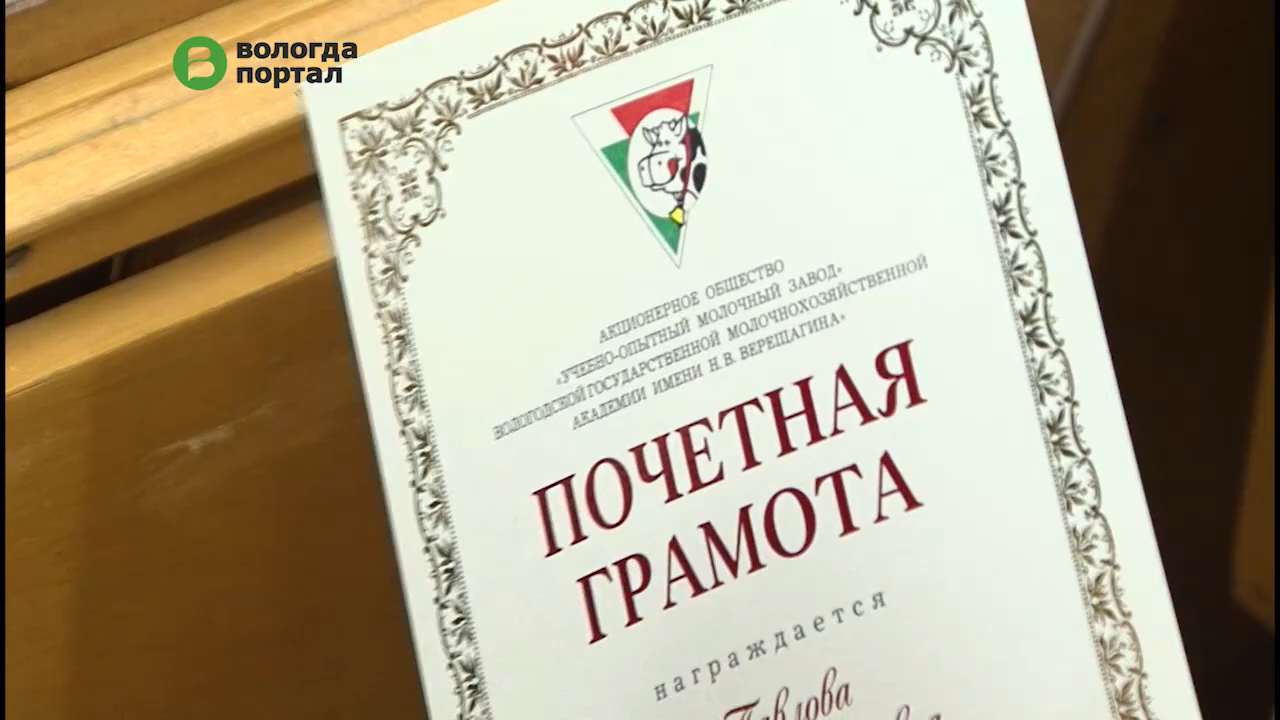 вологда
портал
АКЦИОНЕРНОЕ ОБЩЕСТВО
«УЧЕБНО-ОПЫТНЫЙ МОЛОЧНЫЙ ЗАВОД»
ВОЛОГОДСКОЙ ГОСУДАРСТВЕННОЙ МОЛОЧНОХОЗЯЙСТВЕННОЙ
АКАДЕМИИ ИМЕНИ Н. В. ВЕРЕЩАГИНА»
ПОЧЕТНАЯ
ГРАМОТА
награждается
Павлова